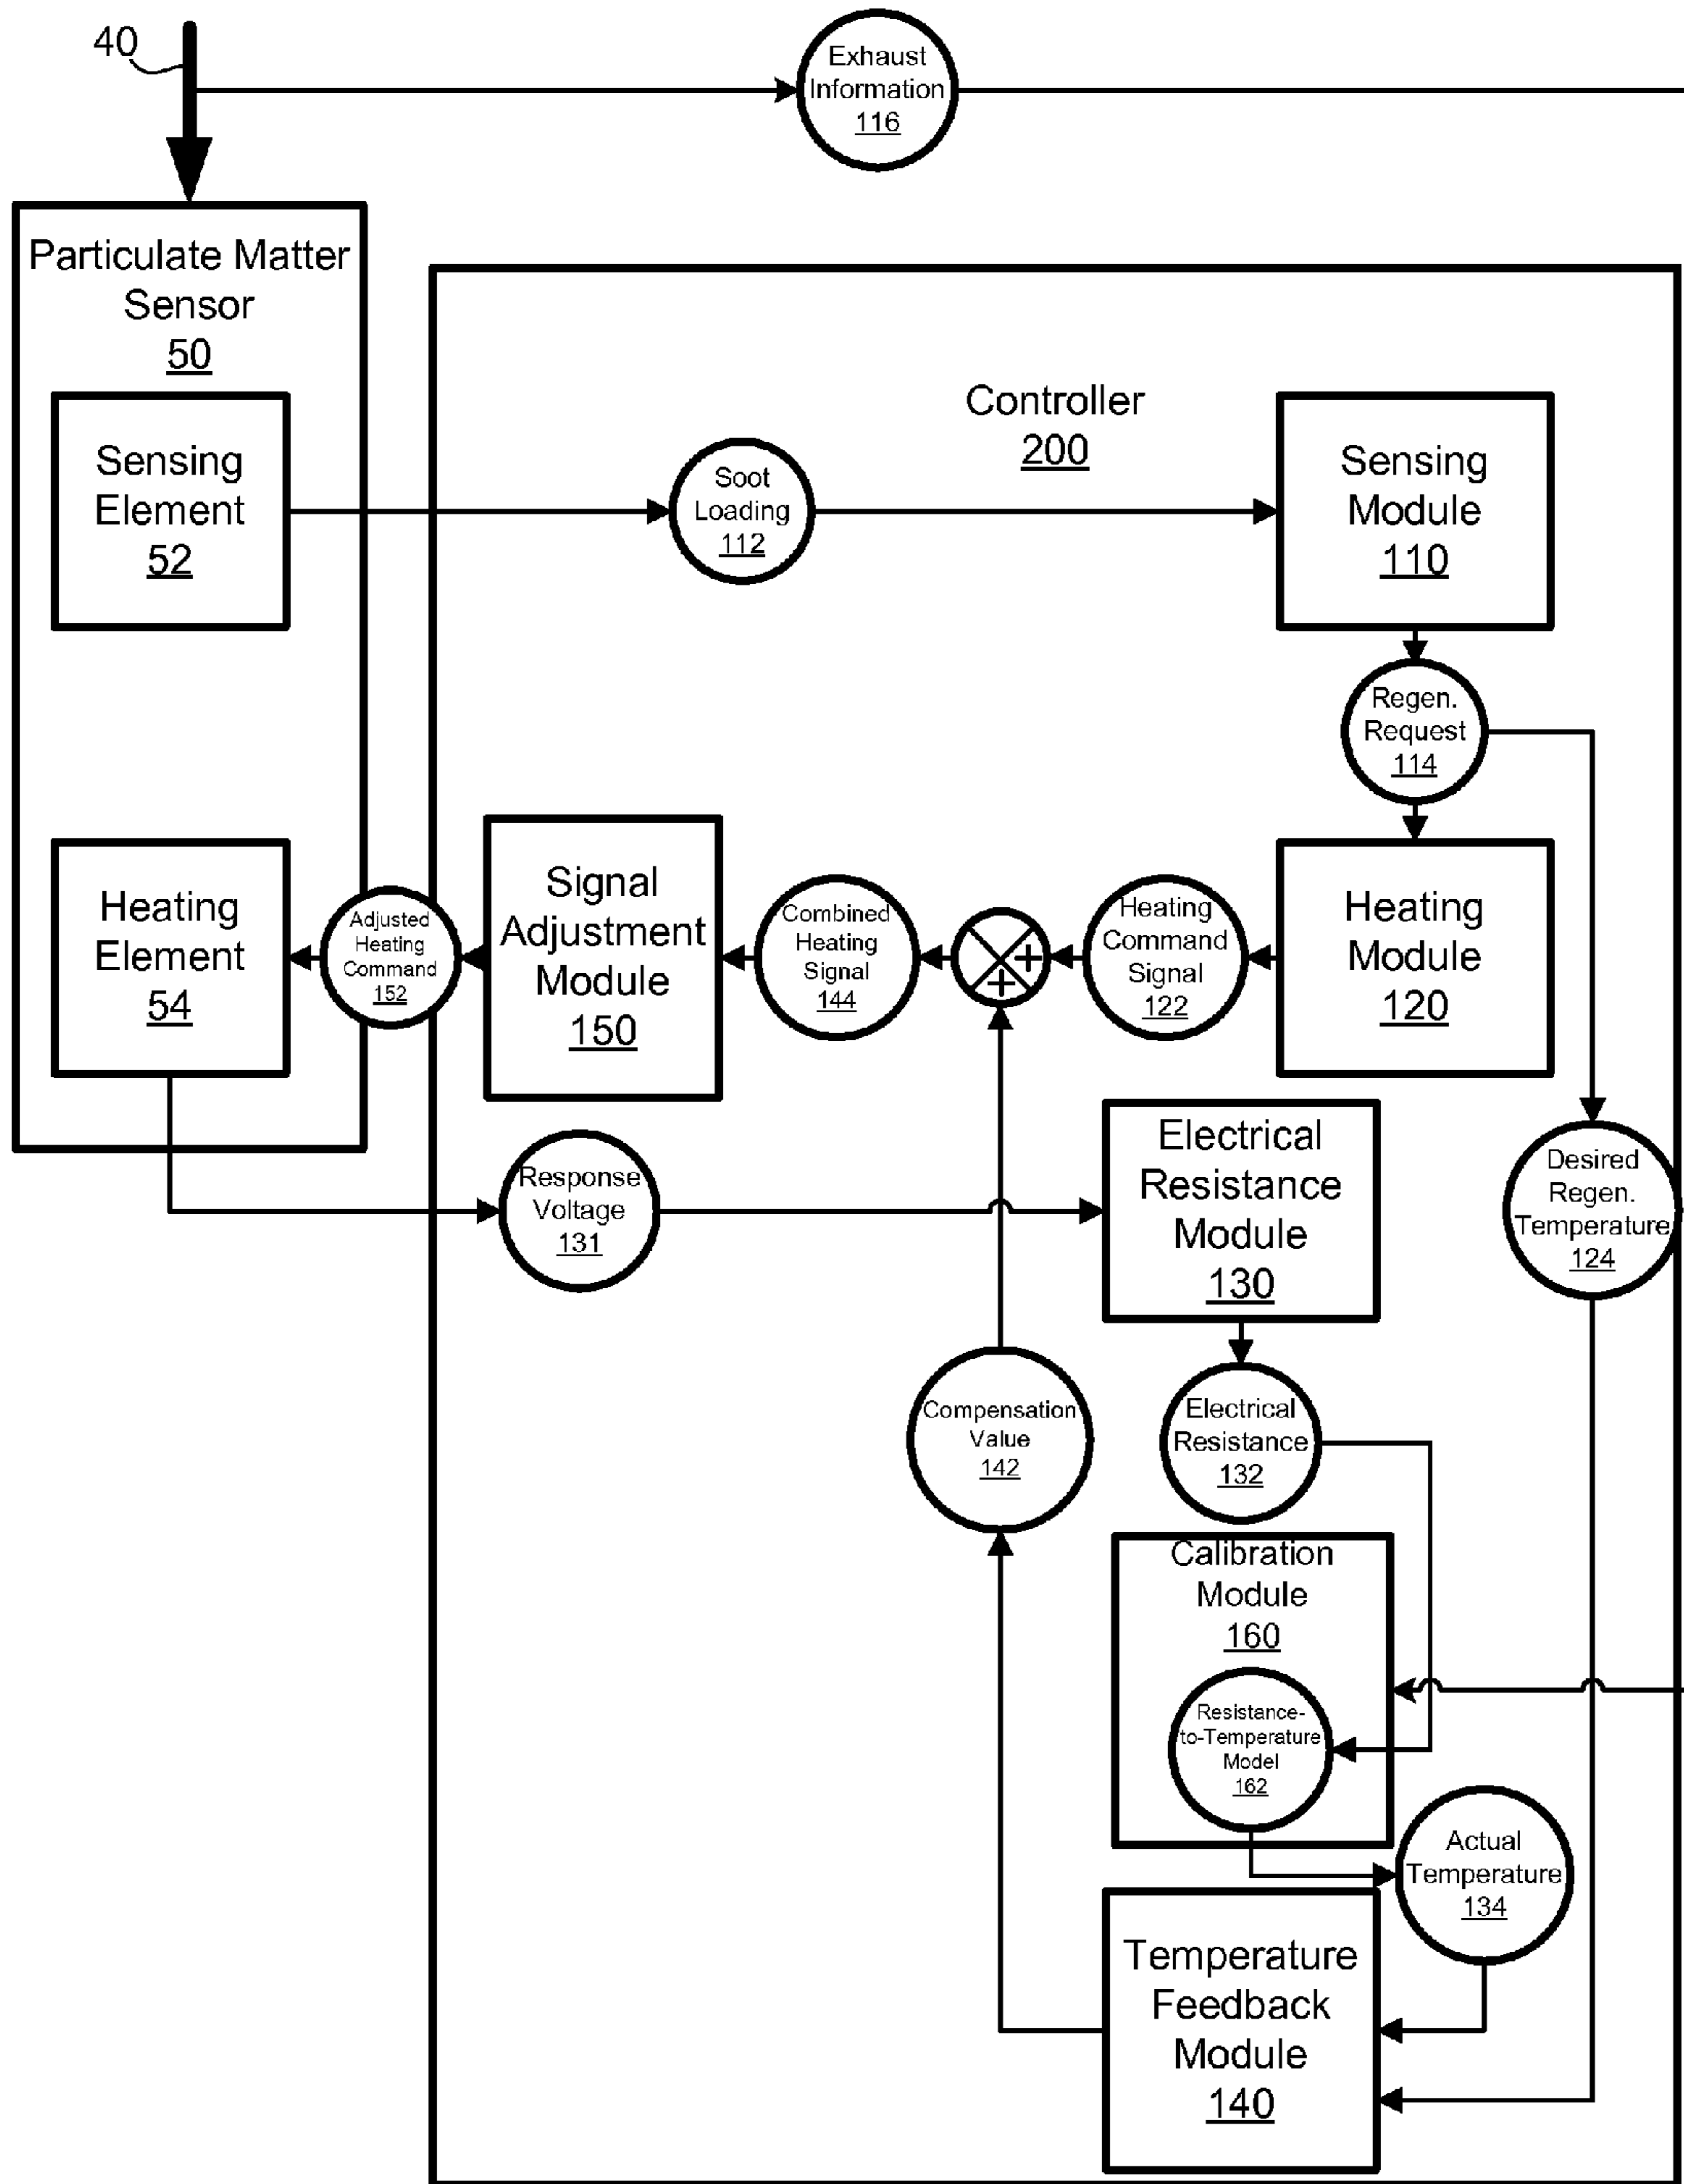 40
Exhaust
Information
116
Particulate Matter
Sensor
50
Controller
200
Sensing
Element
52
Soot
Loading
112
Sensing
Module
110
Regen.
Request
114
Heating
Element
54
Adjusted
Heating
Command
152
Signal
Adjustment
Module
150
Combined
Heating
Signal
144
+
+
Heating
Command
Signal
122
Heating
Module
120
Response
Voltage
131
Electrical
Resistance
Module
130
Desired
Regen.
Temperature
124
Compensation
Value
142
Electrical
Resistance
132
Calibration
Module
160
Resistance-
to-Temperature
Model
162
Actual
Temperature
134
Temperature
Feedback
Module
140